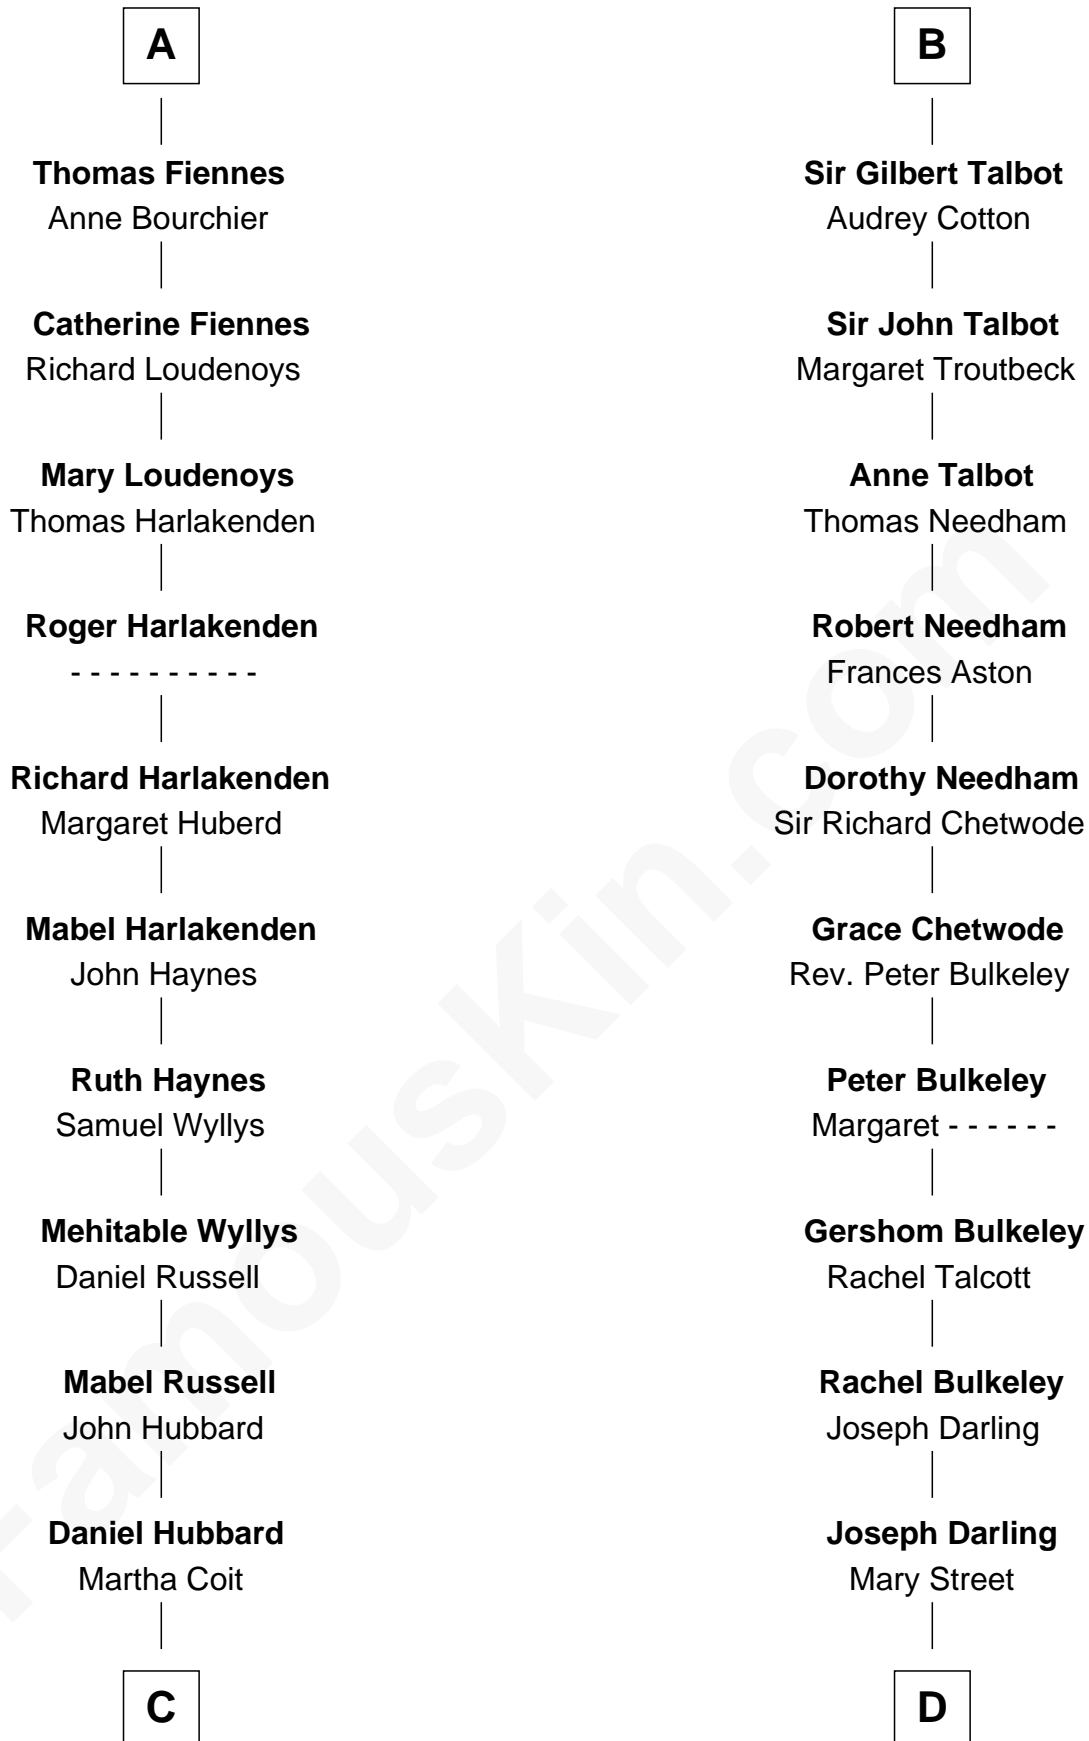 A
Thomas Fiennes
Anne Bourchier
Catherine Fiennes
Richard Loudenoys
Mary Loudenoys
Thomas Harlakenden
Roger Harlakenden
- - - - - - - - - -
Richard Harlakenden
Margaret Huberd
Mabel Harlakenden
John Haynes
Ruth Haynes
Samuel Wyllys
Mehitable Wyllys
Daniel Russell
Mabel Russell
John Hubbard
Daniel Hubbard
Martha Coit
C
B
Sir Gilbert Talbot
Audrey Cotton
Sir John Talbot
Margaret Troutbeck
Anne Talbot
Thomas Needham
Robert Needham
Frances Aston
Dorothy Needham
Sir Richard Chetwode
Grace Chetwode
Rev. Peter Bulkeley
Peter Bulkeley
Margaret - - - - - -
Gershom Bulkeley
Rachel Talcott
Rachel Bulkeley
Joseph Darling
Joseph Darling
Mary Street
D
FamousKin.com